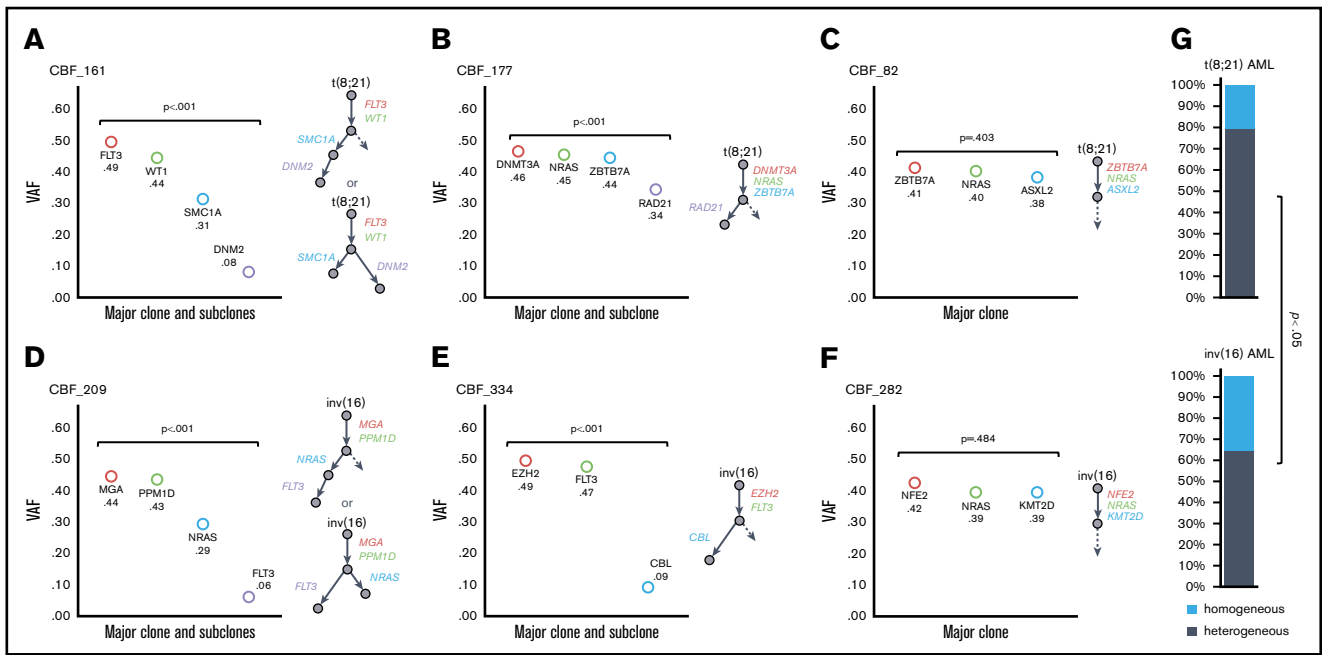 A
CBF_161
VAF
.60
.50
.40
.30
.20
.10
.00
p<.001
FLT3
.49
WT1
.44
SMC1A
.31
DNM2
.08
Major clone and subclones
t(8;21)
FLT3
WT1
SMC1A
DNM2
or
t(8;21)
FLT3
WT1
SMC1A
DNM2
B
CBF_177
VAF
.60
.50
.40
.30
.20
.10
.00
p<.001
DNMT3A
.46
NRAS
.45
ZBTB7A
.44
RAD21
.34
Major clone and subclone
t(8;21)
DNMT3A
NRAS
ZBTB7A
RAD21
C
CBF_82
VAF
.60
.50
.40
.30
.20
.10
.00
p=.403
ZBTB7A
.41
NRAS
.40
ASXL2
.38
Major clone
t(8;21)
ZBTB7A
NRAS
ASXL2
D
CBF_209
VAF
.60
.50
.40
.30
.20
.10
.00
p<.001
MGA
.44
PPM1D
.43
NRAS
.29
FLT3
.06
Major clone and subclones
inv(16)
MGA
PPM1D
NRAS
FLT3
or
inv(16)
MGA
PPM1D
FLT3
NRAS
E
CBF_334
VAF
.60
.50
.40
.30
.20
.10
.00
p<.001
EZH2
.49
FLT3
.47
CBL
.09
Major clone and subclone
inv(16)
EZH2
FLT3
CBL
F
CBF_282
VAF
.60
.50
.40
.30
.20
.10
.00
p=.484
NFE2
.42
NRAS
.39
KMT2D
.39
Major clone
inv(16)
NFE2
NRAS
KMT2D
G
t(8;21) AML
100%
90%
80%
70%
60%
50%
40%
30%
20%
10%
0%
p<.05
inv(16) AML
100%
90%
80%
70%
60%
50%
40%
30%
20%
10%
0%
homogeneous
heterogeneous